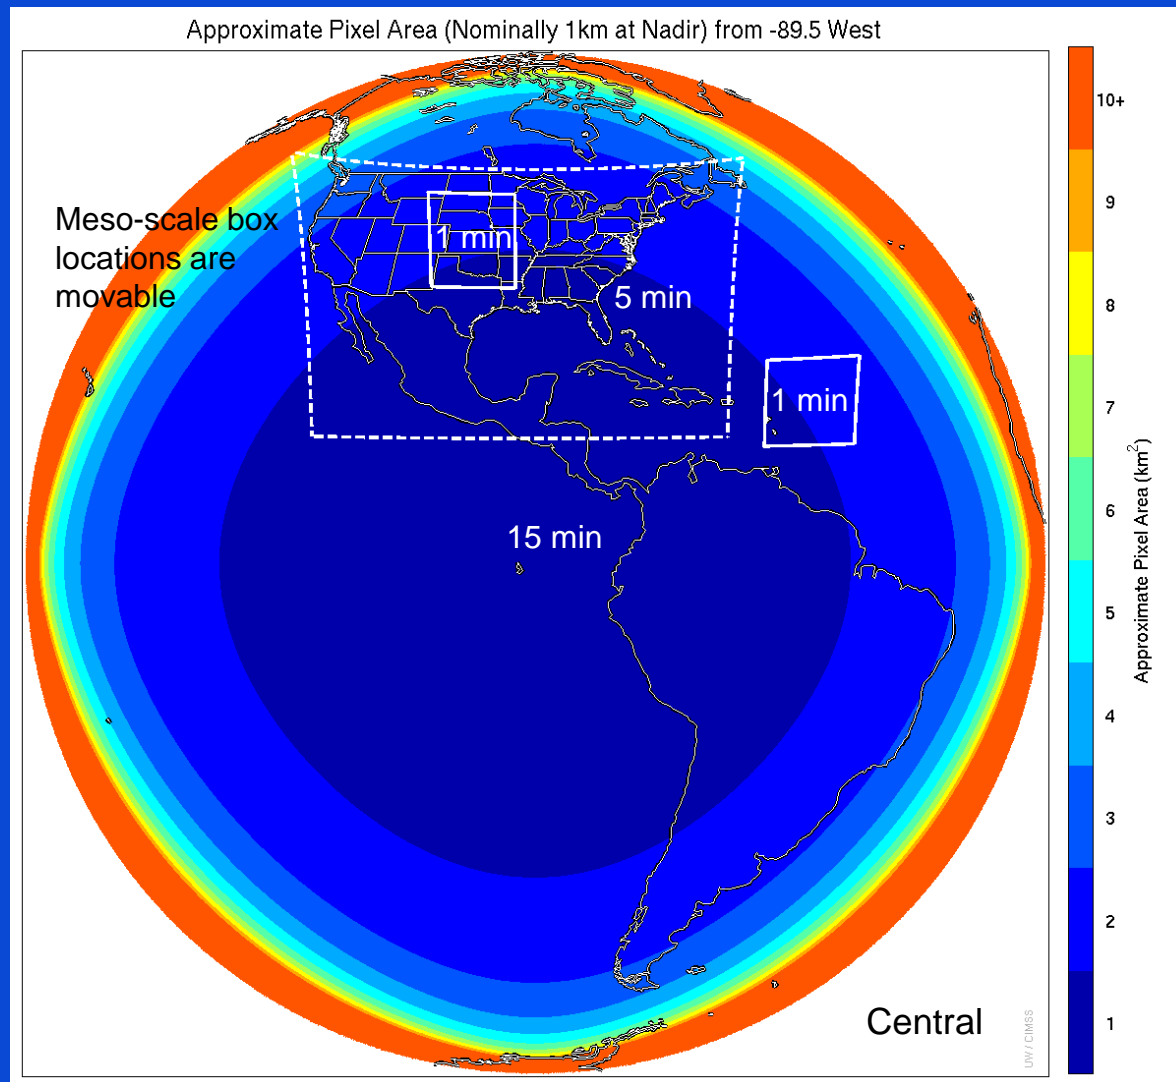 Approximate Pixel Area (Nominally 1km at Nadir) from -89.5 West
Meso-scale box
locations are
movable
1 min
5 min
1 min
15 min
Central
UW / CIMSS
10+
9
8
7
6
5
4
3
2
1
Approximate Pixel Area (km²)